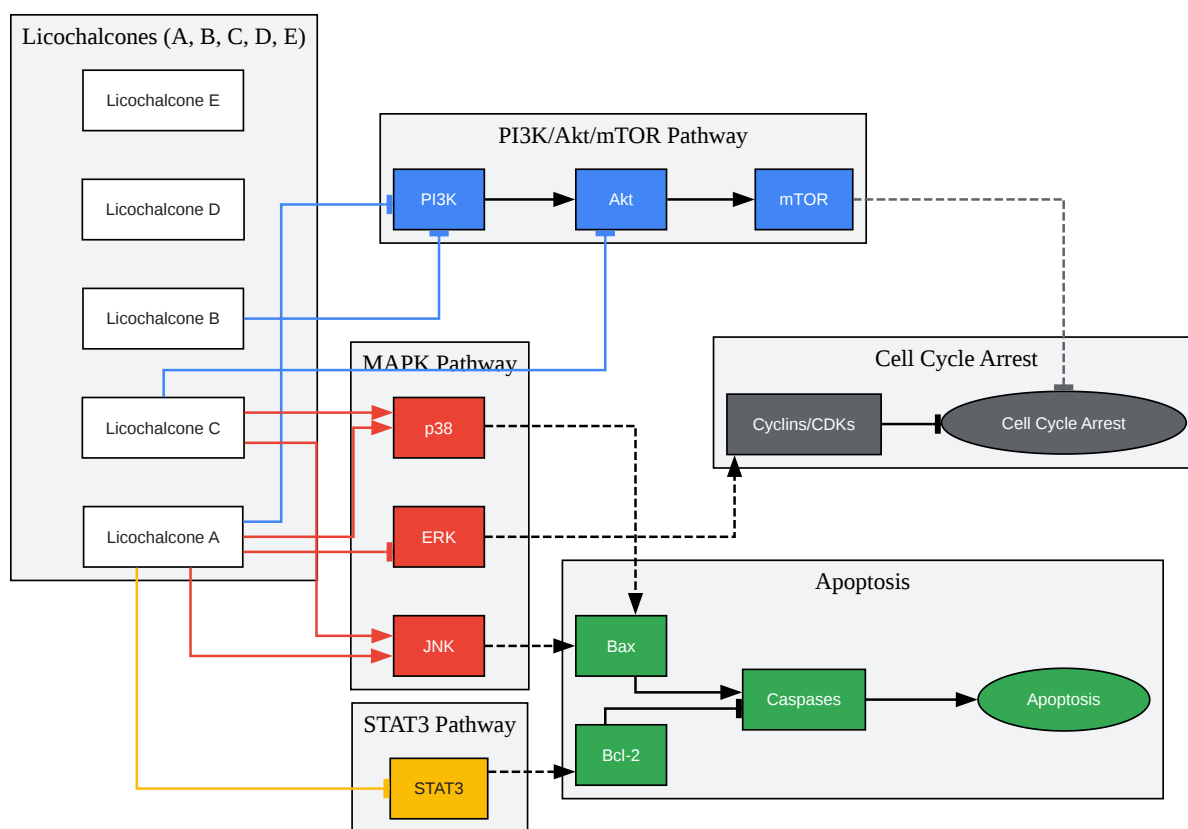 Licochalcones (A, B, C, D, E)
Licochalcone E
Licochalcone D
Licochalcone B
Licochalcone C
Licochalcone A
PI3K/Akt/mTOR Pathway
PI3K
Akt
mTOR
MAPK Pathway
p38
ERK
JNK
STAT3 Pathway
STAT3
Cell Cycle Arrest
Cyclins/CDKs
Cell Cycle Arrest
Apoptosis
Bax
Bcl-2
Caspases
Apoptosis